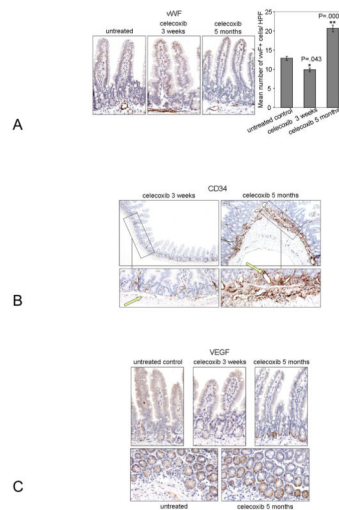 vWF
untreated
celecoxib
3 weeks
celecoxib
5 months
Mean number of vwF+ cells/ HPF
25
20
15
10
5
0
P=.043
*
P=.000
**
untreated control
celecoxib 3 weeks
celecoxib 5 months
A
CD34
celecoxib 3 weeks
celecoxib 5 months
B
VEGF
untreated control
celecoxib 3 weeks
celecoxib 5 months
untreated
celecoxib 5 months
C